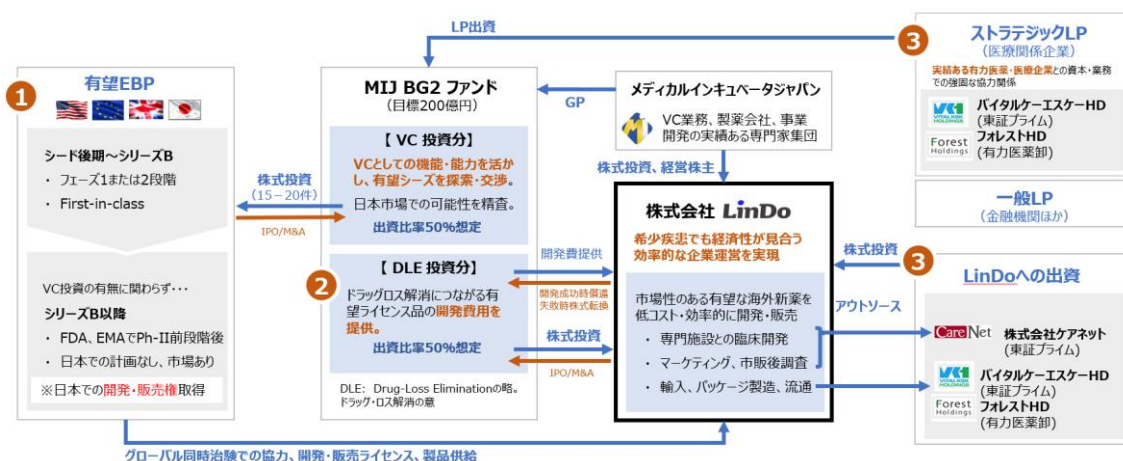 LP出資
1
有望EBP
シード後期～シリーズB
・ フェーズ1または2段階
・ First-in-class
VC投資の有無に関わらず・・・
シリーズB以降
・ FDA、EMAでPh-II前段階後
・ 日本での計画なし、市場あり
※日本での開発・販売権取得
株式投資
(15－20件)
IPO/M&A
MIJ BG2 ファンド
(目標200億円)
【 VC 投資分】
VCとしての機能・能力を活か
し、有望シーズを探索・交渉。
日本市場での可能性を精査。
出資比率50%想定
2
【 DLE 投資分】
ドラッグロス解消につながる有
望ライセンス品の開発費用を
提供。
出資比率50%想定
DLE： Drug-Loss Eliminationの略。
ドラッグ・ロス解消の意
GP
メディカルインキュベータジャパン
VC業務、製薬会社、事業
開発の実績ある専門家集団
株式投資、経営株主
開発費提供
開発成功時償還
失敗時株式転換
株式投資
IPO/M&A
株式会社 LinDo
希少疾患でも経済性が見合う
効率的な企業運営を実現
市場性のある有望な海外新薬を
低コスト・効率的に開発・販売
・ 専門施設との臨床開発
・ マーケティング、市販後調査
・ 輸入、パッケージ製造、流通
株式投資
アウトソース
3
ストラテジックLP
(医療関係企業)
実績ある有力医薬・医療企業との資本・業務
での強固な協力関係
VITAL KSK
HOLDINGS
バイタルケーエスケーHD
(東証プライム)
Forest
Holdings
フォレストHD
(有力医薬卸)
一般LP
(金融機関ほか)
3
LinDoへの出資
CareNet
株式会社ケアネット
(東証プライム)
VITAL KSK
HOLDINGS
バイタルケーエスケーHD
(東証プライム)
Forest
Holdings
フォレストHD
(有力医薬卸)
グローバル同時治験での協力、開発・販売ライセンス、製品供給